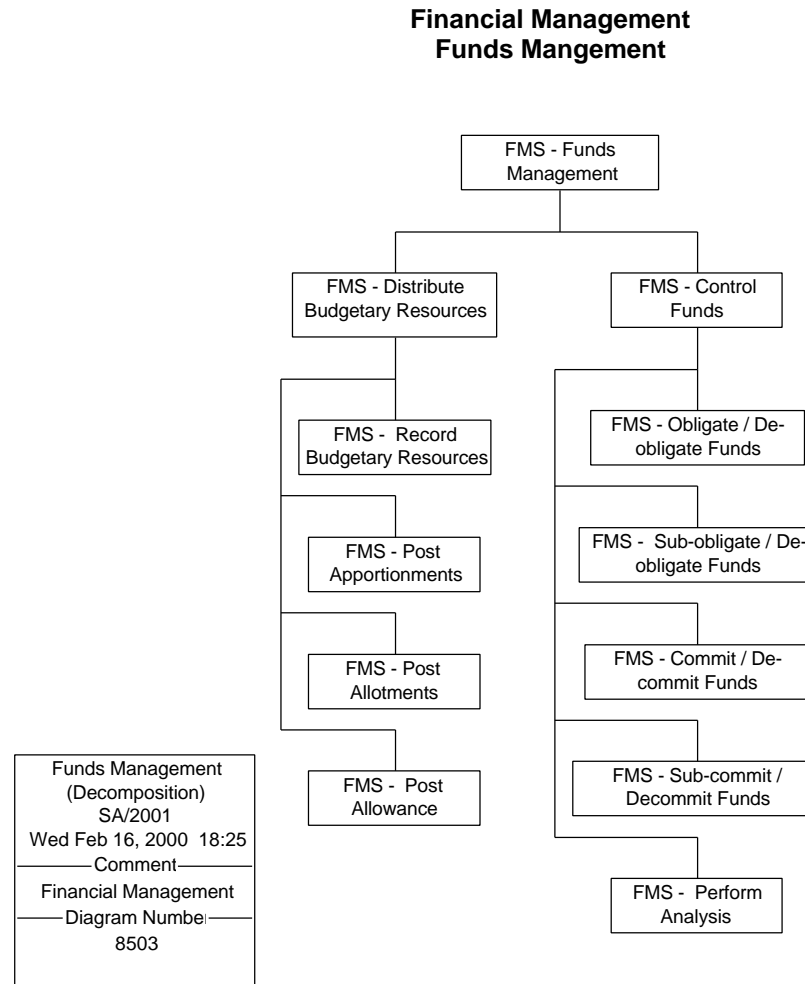 Financial Management
Funds Mangement
FMS - Funds
Management
FMS - Distribute
Budgetary Resources
FMS - Control
Funds
FMS -  Record
Budgetary Resources
FMS - Obligate / De-
obligate Funds
FMS - Post
Apportionments
FMS -  Sub-obligate / De-
obligate Funds
FMS - Post
Allotments
FMS - Commit / De-
commit Funds
FMS -  Post
Allowance
FMS - Sub-commit /
Decommit Funds
FMS -  Perform
Analysis
Funds Management
(Decomposition)
SA/2001
Wed Feb 16, 2000  18:25
Comment
Financial Management
Diagram Number
8503